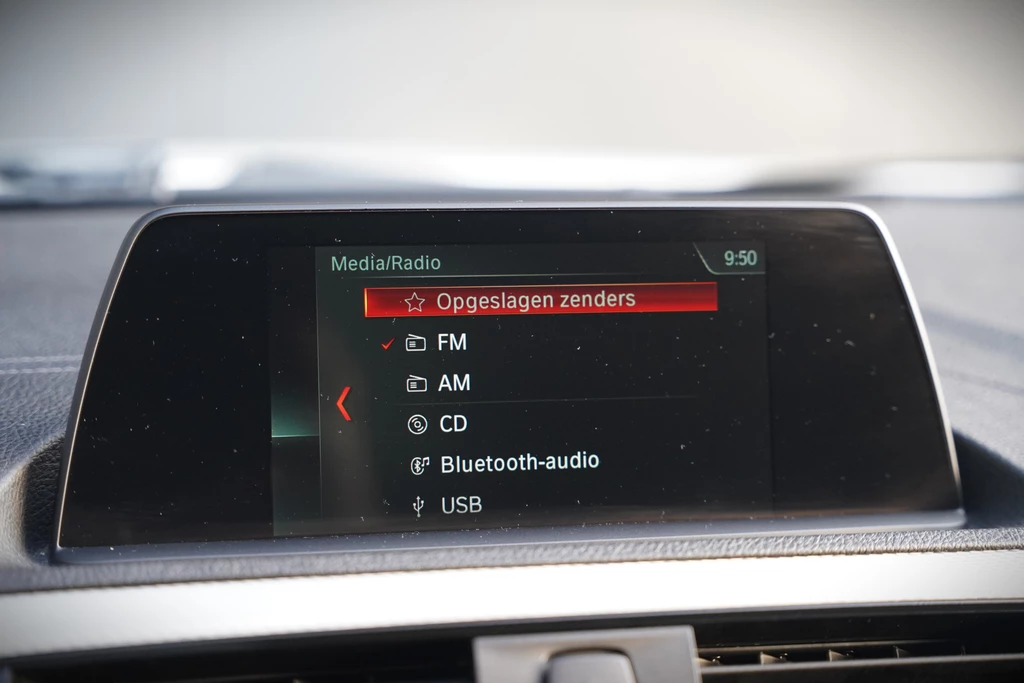 Media/Radio 9:50
Opgeslagen zenders
FM
AM
CD
Bluetooth-audio
USB